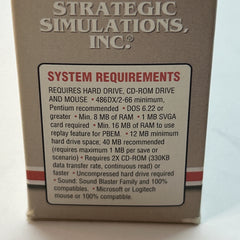 STRATEGIC
SIMULATIONS,
INC.®
SYSTEM REQUIREMENTS
REQUIRES HARD DRIVE, CD-ROM DRIVE
AND MOUSE • 486DX/2-66 minimum,
Pentium recommended • DOS 6.22 or
greater • Min. 8 MB of RAM • 1 MB SVGA
card required • Min. 16 MB of RAM to use
replay feature for PBEM. • 12 MB minimum
hard drive space; 40 MB recommended
(requires maximum 1 MB per save or
scenario) • Requires 2X CD-ROM (330KB
data transfer rate, continuous read)
• Uncompressed hard drive required
• Sound: Sound Blaster Family and 100%
compatibles. • Microsoft or Logitech
mouse or 100% compatible.